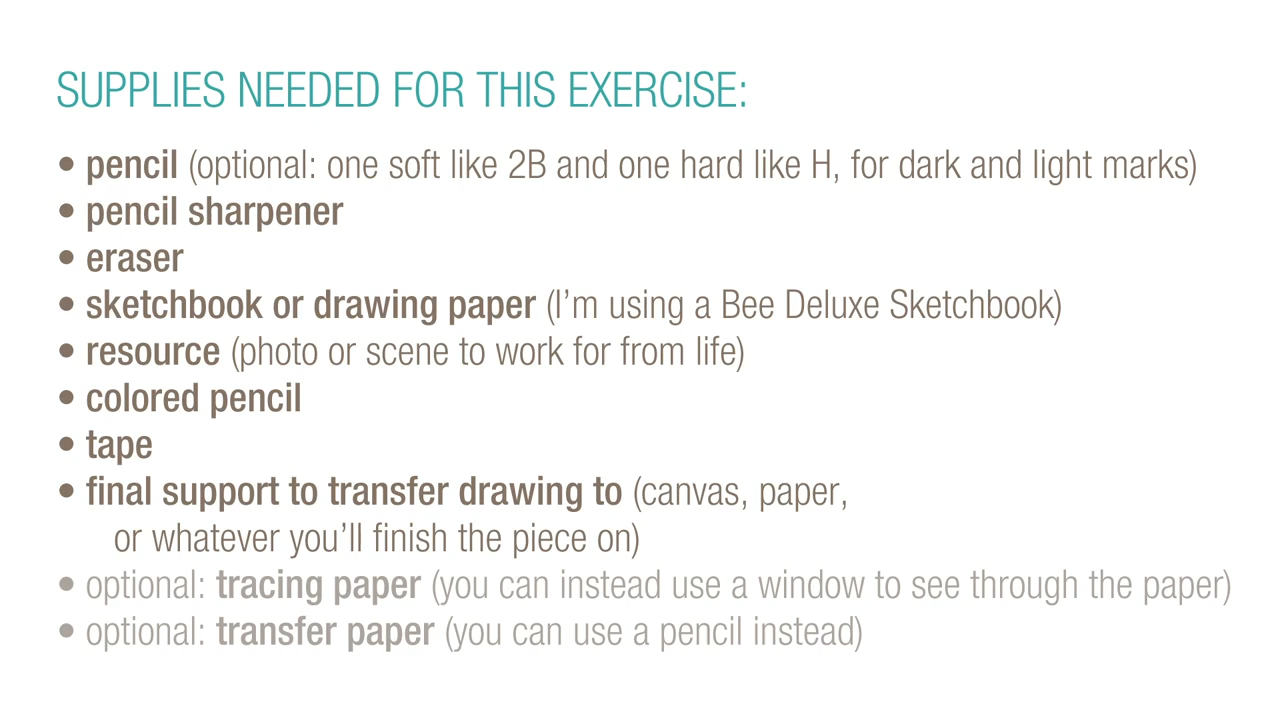 SUPPLIES NEEDED FOR THIS EXERCISE:
• pencil (optional: one soft like 2B and one hard like H, for dark and light marks)
• pencil sharpener
• eraser
• sketchbook or drawing paper (I’m using a Bee Deluxe Sketchbook)
• resource (photo or scene to work for from life)
• colored pencil
• tape
• final support to transfer drawing to (canvas, paper,
or whatever you’ll finish the piece on)
• optional: tracing paper (you can instead use a window to see through the paper)
• optional: transfer paper (you can use a pencil instead)